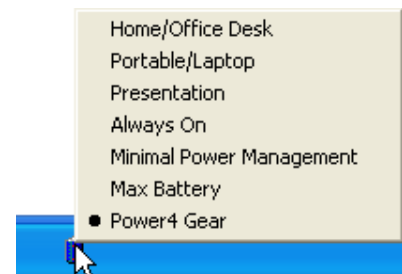 Home/Office Desk
Portable/Laptop
Presentation
Always On
Minimal Power Management
Max Battery
Power4 Gear